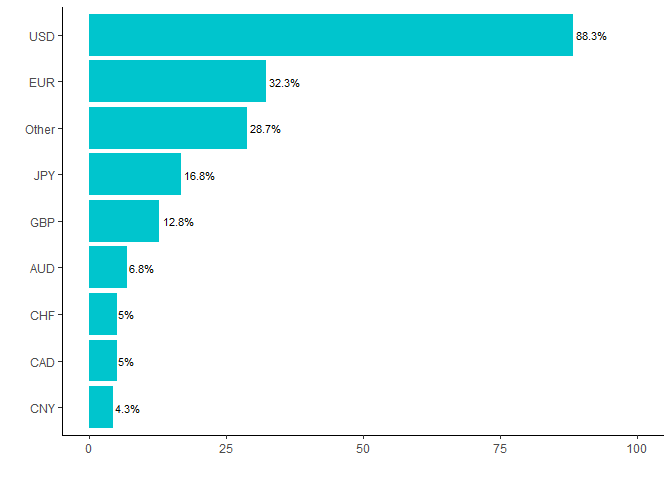 USD 88.3%
EUR 32.3%
Other 28.7%
JPY 16.8%
GBP 12.8%
AUD 6.8%
CHF 5%
CAD 5%
CNY 4.3%
0 25 50 75 100